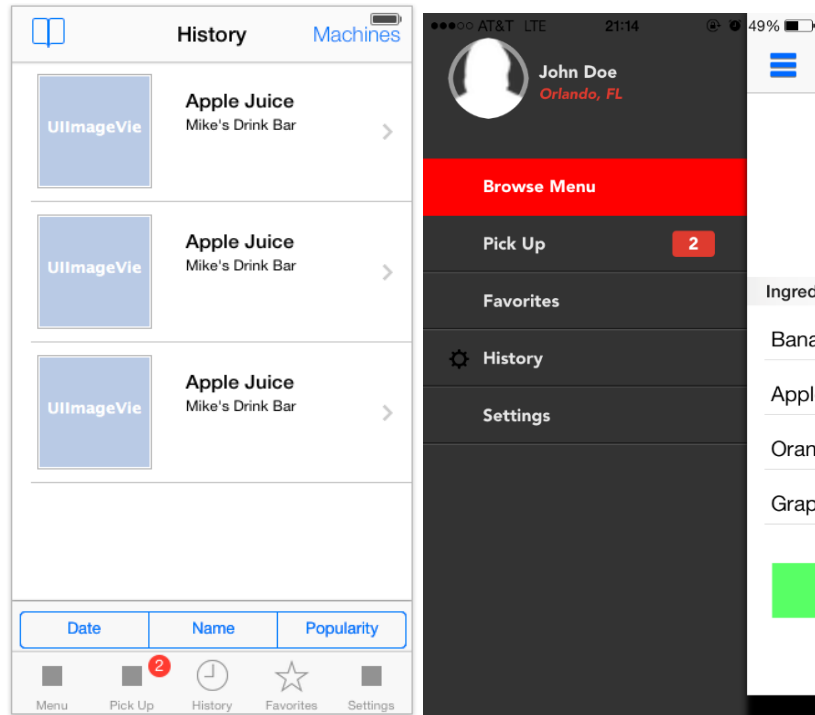 History
Machines
UIImageVie
Apple Juice
Mike's Drink Bar
UIImageVie
Apple Juice
Mike's Drink Bar
UIImageVie
Apple Juice
Mike's Drink Bar
Date
Name
Popularity
2
Menu
Pick Up
History
Favorites
Settings
AT&T LTE
21:14
49%
John Doe
Orlando, FL
Browse Menu
Pick Up
2
Favorites
History
Settings
Ingred
Bana
Appl
Oran
Grap